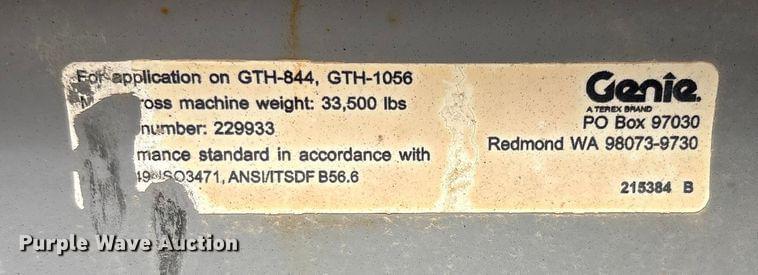 For application on GTH-844, GTH-1056
ross machine weight: 33,500 lbs
number: 229933
mance standard in accordance with
49 ISO3471, ANSI/ITSDF B56.6
Genie.
A TEREX BRAND
PO Box 97030
Redmond WA 98073-9730
215384 B
Purple Wave Auction